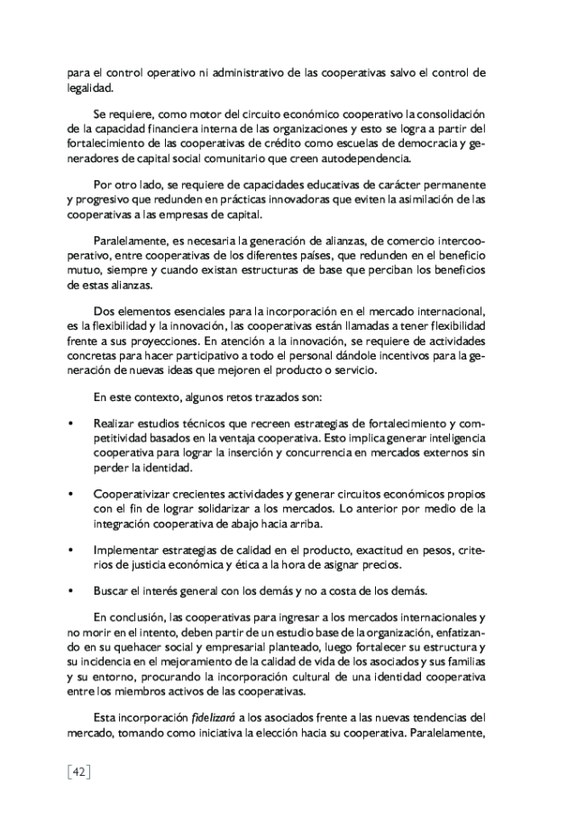 para el control operativo ni administrativo de las cooperativas salvo el control de
legalidad.
Se requiere, como motor del circuito económico cooperativo la consolidación
de la capacidad financiera interna de las organizaciones y esto se logra a partir del
fortalecimiento de las cooperativas de crédito como escuelas de democracia y ge-
neradores de capital social comunitario que creen autodependencia.
Por otro lado, se requiere de capacidades educativas de carácter permanente
y progresivo que redunden en prácticas innovadoras que eviten la asimilación de las
cooperativas a las empresas de capital.
Paralelamente, es necesaria la generación de alianzas, de comercio intercoo-
perativo, entre cooperativas de los diferentes países, que redunden en el beneficio
mutuo, siempre y cuando existan estructuras de base que perciban los beneficios
de estas alianzas.
Dos elementos esenciales para la incorporación en el mercado internacional,
es la flexibilidad y la innovación, las cooperativas están llamadas a tener flexibilidad
frente a sus proyecciones. En atención a la innovación, se requiere de actividades
concretas para hacer participativo a todo el personal dándole incentivos para la ge-
neración de nuevas ideas que mejoren el producto o servicio.
En este contexto, algunos retos trazados son:
• Realizar estudios técnicos que recreen estrategias de fortalecimiento y com-
petitividad basados en la ventaja cooperativa. Esto implica generar inteligencia
cooperativa para lograr la inserción y concurrencia en mercados externos sin
perder la identidad.
• Cooperativizar crecientes actividades y generar circuitos económicos propios
con el fin de lograr solidarizar a los mercados. Lo anterior por medio de la
integración cooperativa de abajo hacia arriba.
• Implementar estrategias de calidad en el producto, exactitud en pesos, crite-
rios de justicia económica y ética a la hora de asignar precios.
• Buscar el interés general con los demás y no a costa de los demás.
En conclusión, las cooperativas para ingresar a los mercados internacionales y
no morir en el intento, deben partir de un estudio base de la organización, enfatizan-
do en su quehacer social y empresarial planteado, luego fortalecer su estructura y
su incidencia en el mejoramiento de la calidad de vida de los asociados y sus familias
y su entorno, procurando la incorporación cultural de una identidad cooperativa
entre los miembros activos de las cooperativas.
Esta incorporación fidelizará a los asociados frente a las nuevas tendencias del
mercado, tomando como iniciativa la elección hacia su cooperativa. Paralelamente,
[42]